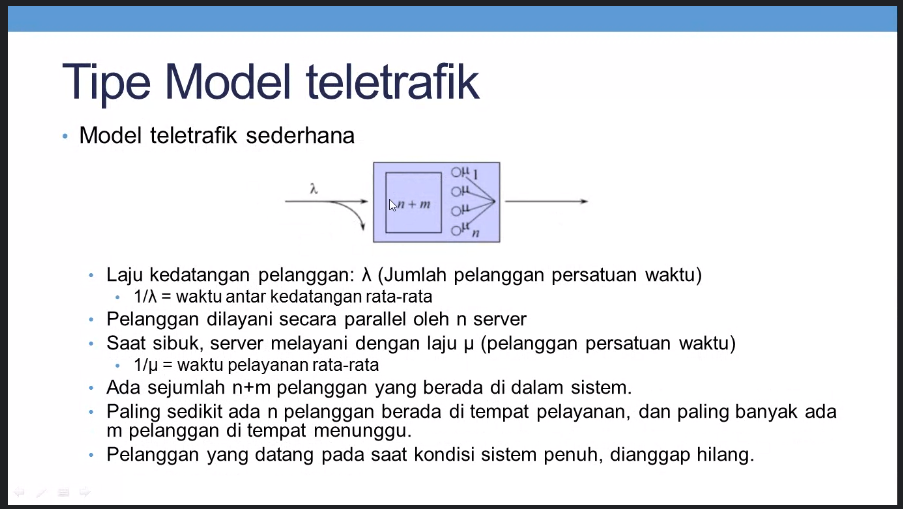 Tipe Model teletrafik
• Model teletrafik sederhana
λ
n + m
μ 1
μ
μ
μ n
• Laju kedatangan pelanggan: λ (Jumlah pelanggan persatuan waktu)
• 1/λ = waktu antar kedatangan rata-rata
• Pelanggan dilayani secara parallel oleh n server
• Saat sibuk, server melayani dengan laju μ (pelanggan persatuan waktu)
• 1/μ = waktu pelayanan rata-rata
• Ada sejumlah n+m pelanggan yang berada di dalam sistem.
• Paling sedikit ada n pelanggan berada di tempat pelayanan, dan paling banyak ada
m pelanggan di tempat menunggu.
• Pelanggan yang datang pada saat kondisi sistem penuh, dianggap hilang.